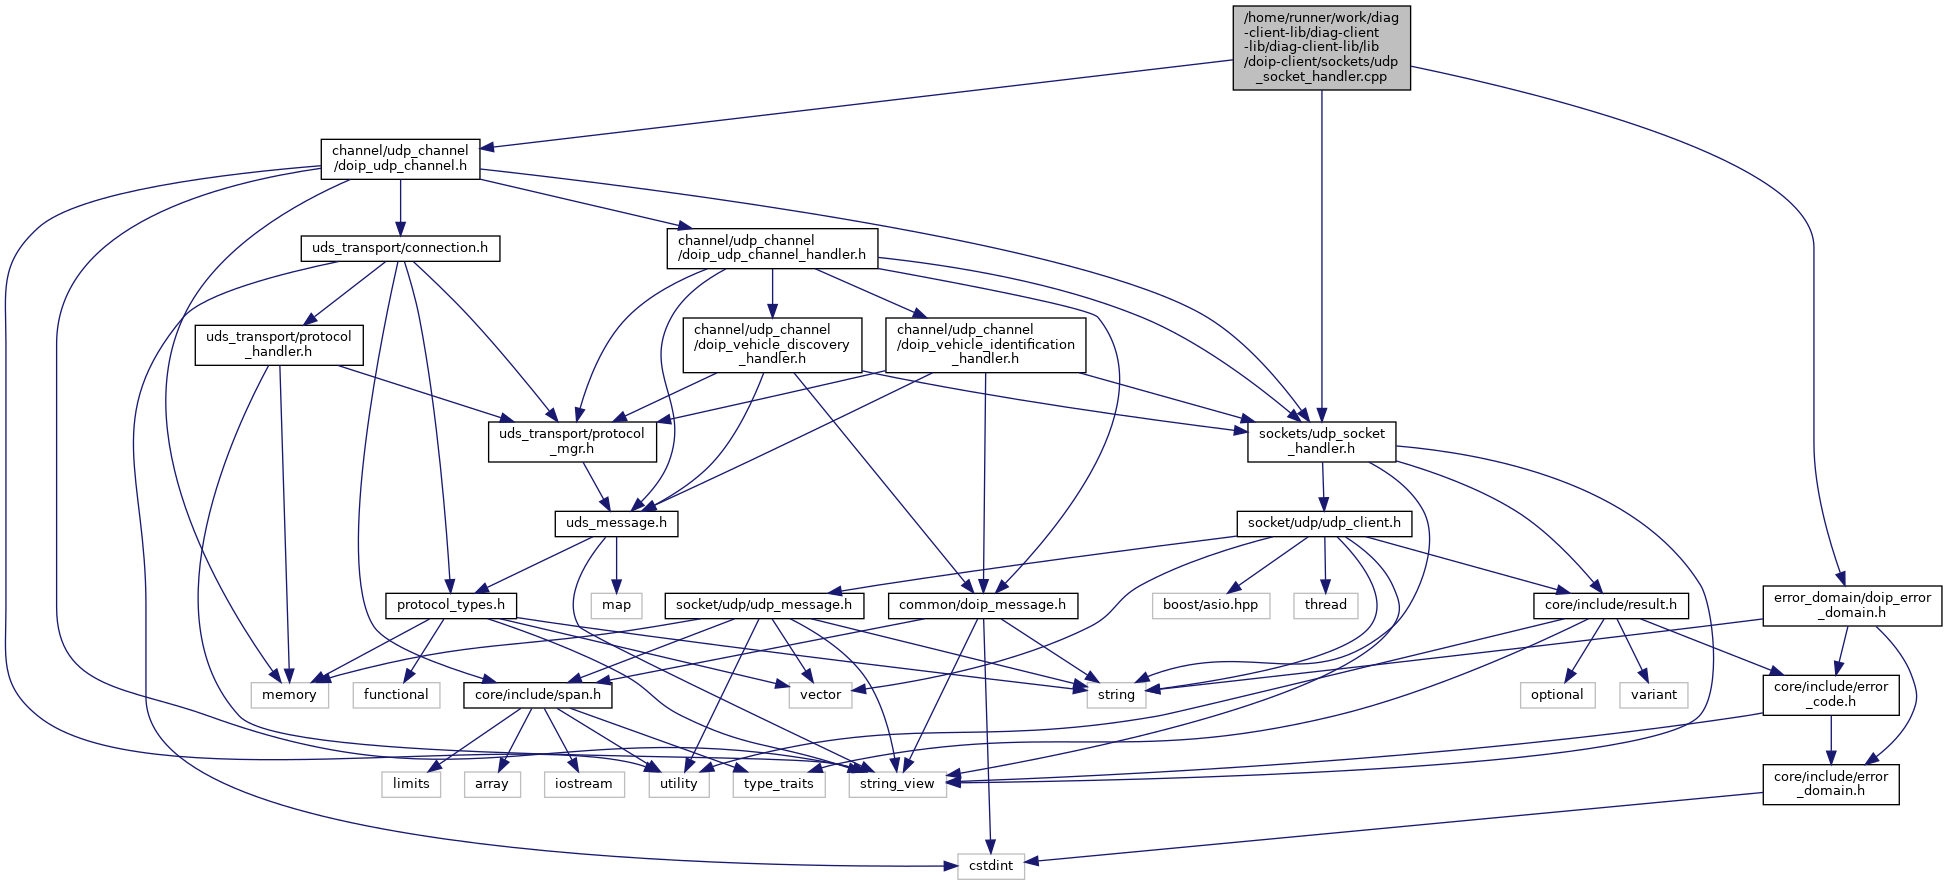 /home/runner/work/diag
-client-lib/diag-client
-lib/diag-client-lib/lib
/doip-client/sockets/udp
_socket_handler.cpp
channel/udp_channel
/doip_udp_channel.h
uds_transport/connection.h
channel/udp_channel
/doip_udp_channel_handler.h
uds_transport/protocol
_handler.h
channel/udp_channel
/doip_vehicle_discovery
_handler.h
channel/udp_channel
/doip_vehicle_identification
_handler.h
uds_transport/protocol
_mgr.h
sockets/udp_socket
_handler.h
uds_message.h
socket/udp/udp_client.h
protocol_types.h
map
socket/udp/udp_message.h
common/doip_message.h
boost/asio.hpp
thread
core/include/result.h
error_domain/doip_error
_domain.h
memory
functional
core/include/span.h
vector
string
optional
variant
core/include/error
_code.h
limits
array
iostream
utility
type_traits
string_view
core/include/error
_domain.h
cstdint